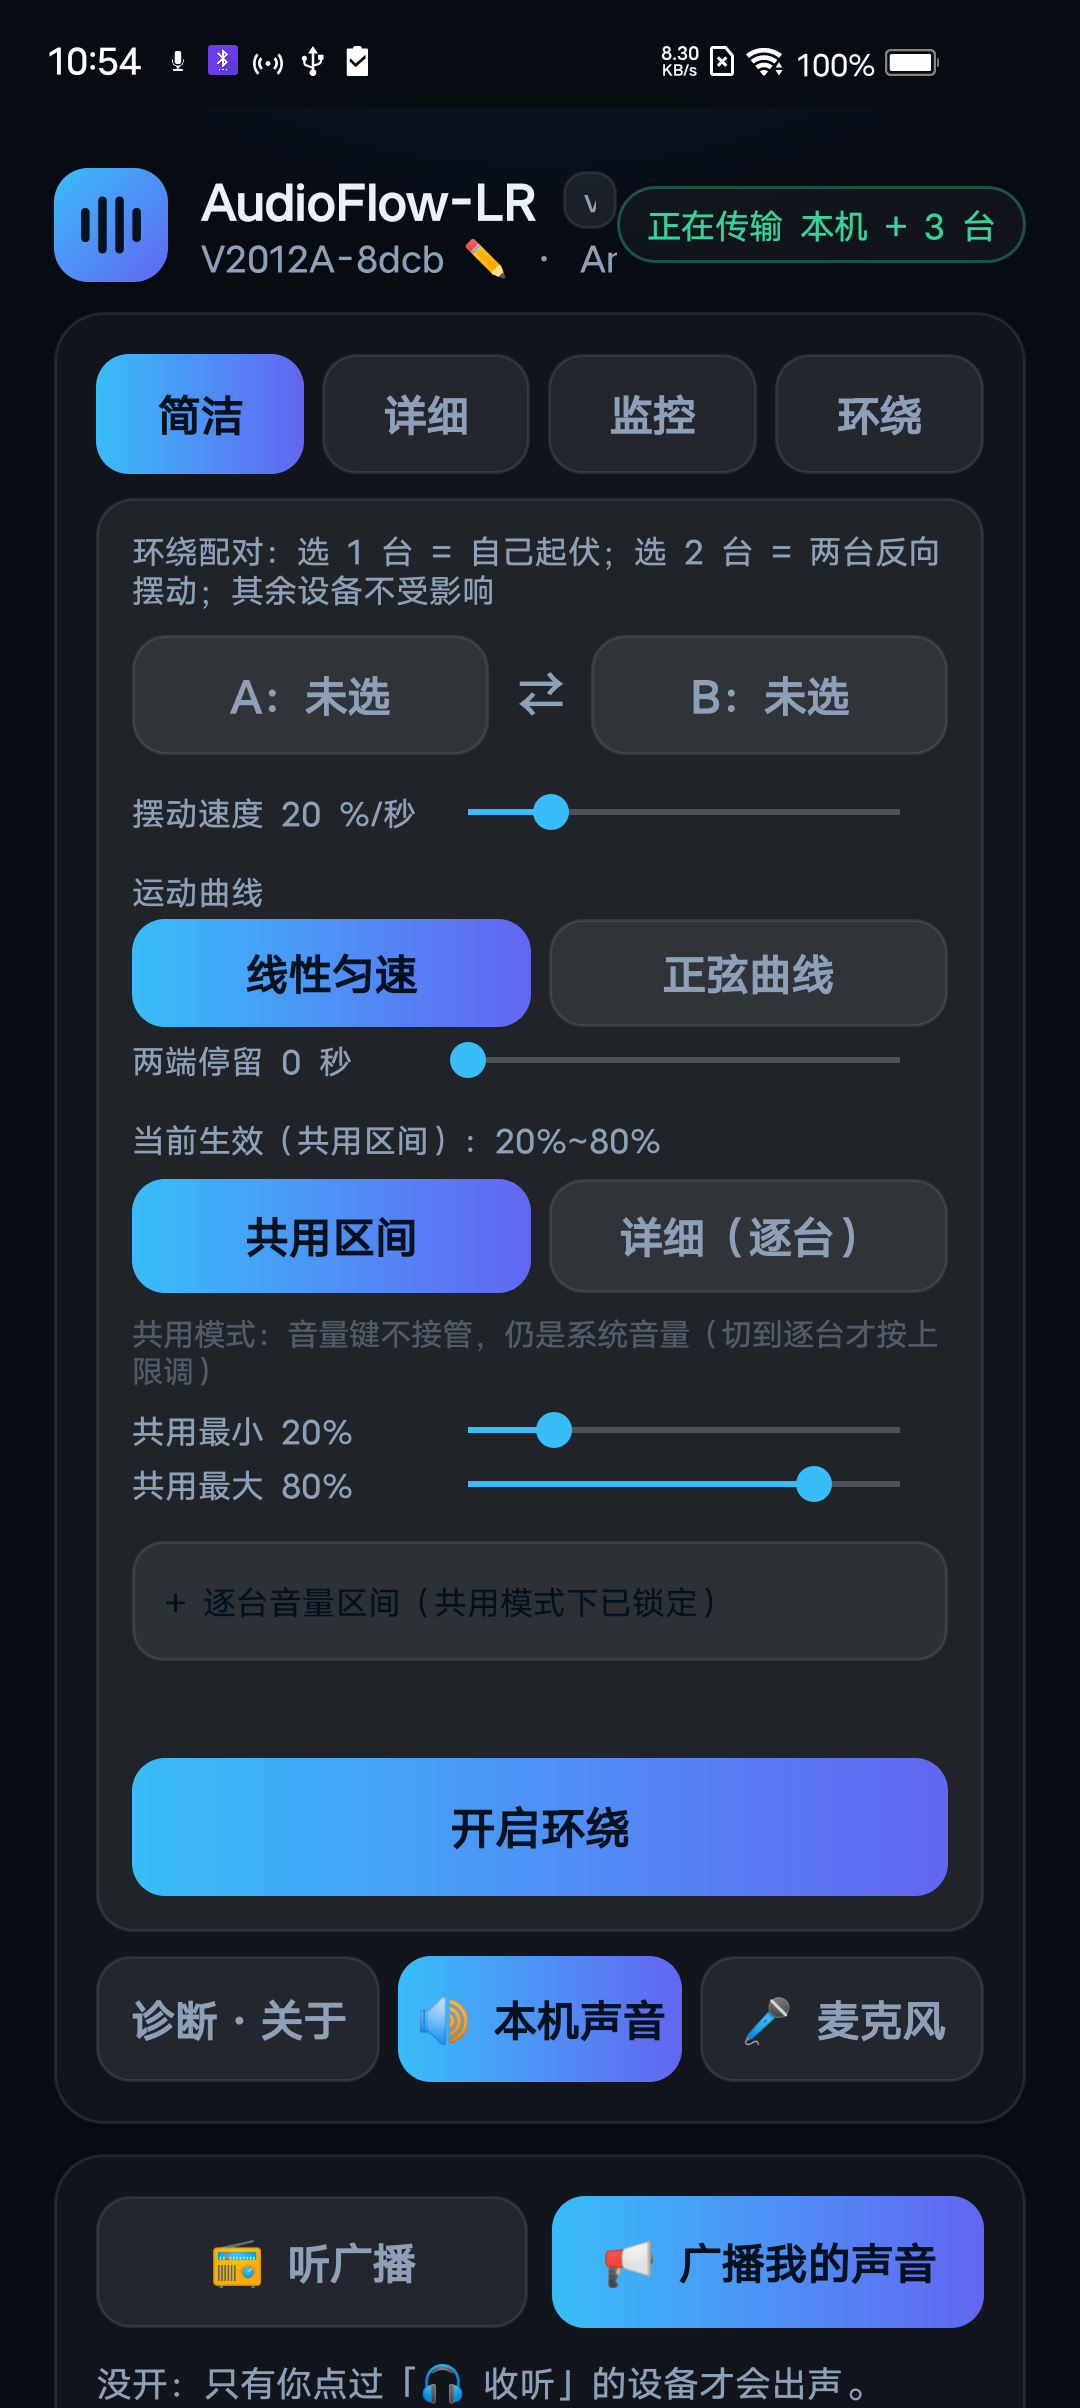 10:54
8.30 KB/s
100%
AudioFlow-LR
V2012A-8dcb ✏️ ·
正在传输 本机 + 3 台
简洁 详细 监控 环绕
环绕配对：选 1 台 = 自己起伏；选 2 台 = 两台反向
摆动；其余设备不受影响
A：未选 ⇄ B：未选
摆动速度 20 %/秒
运动曲线
线性匀速 正弦曲线
两端停留 0 秒
当前生效（共用区间）：20%~80%
共用区间 详细（逐台）
共用模式：音量键不接管，仍是系统音量（切到逐台才按上
限调）
共用最小 20%
共用最大 80%
+ 逐台音量区间（共用模式下已锁定）
开启环绕
诊断 · 关于 🔊 本机声音 🎤 麦克风
📻 听广播 📢 广播我的声音
没开：只有你点过「🎧 收听」的设备才会出声。